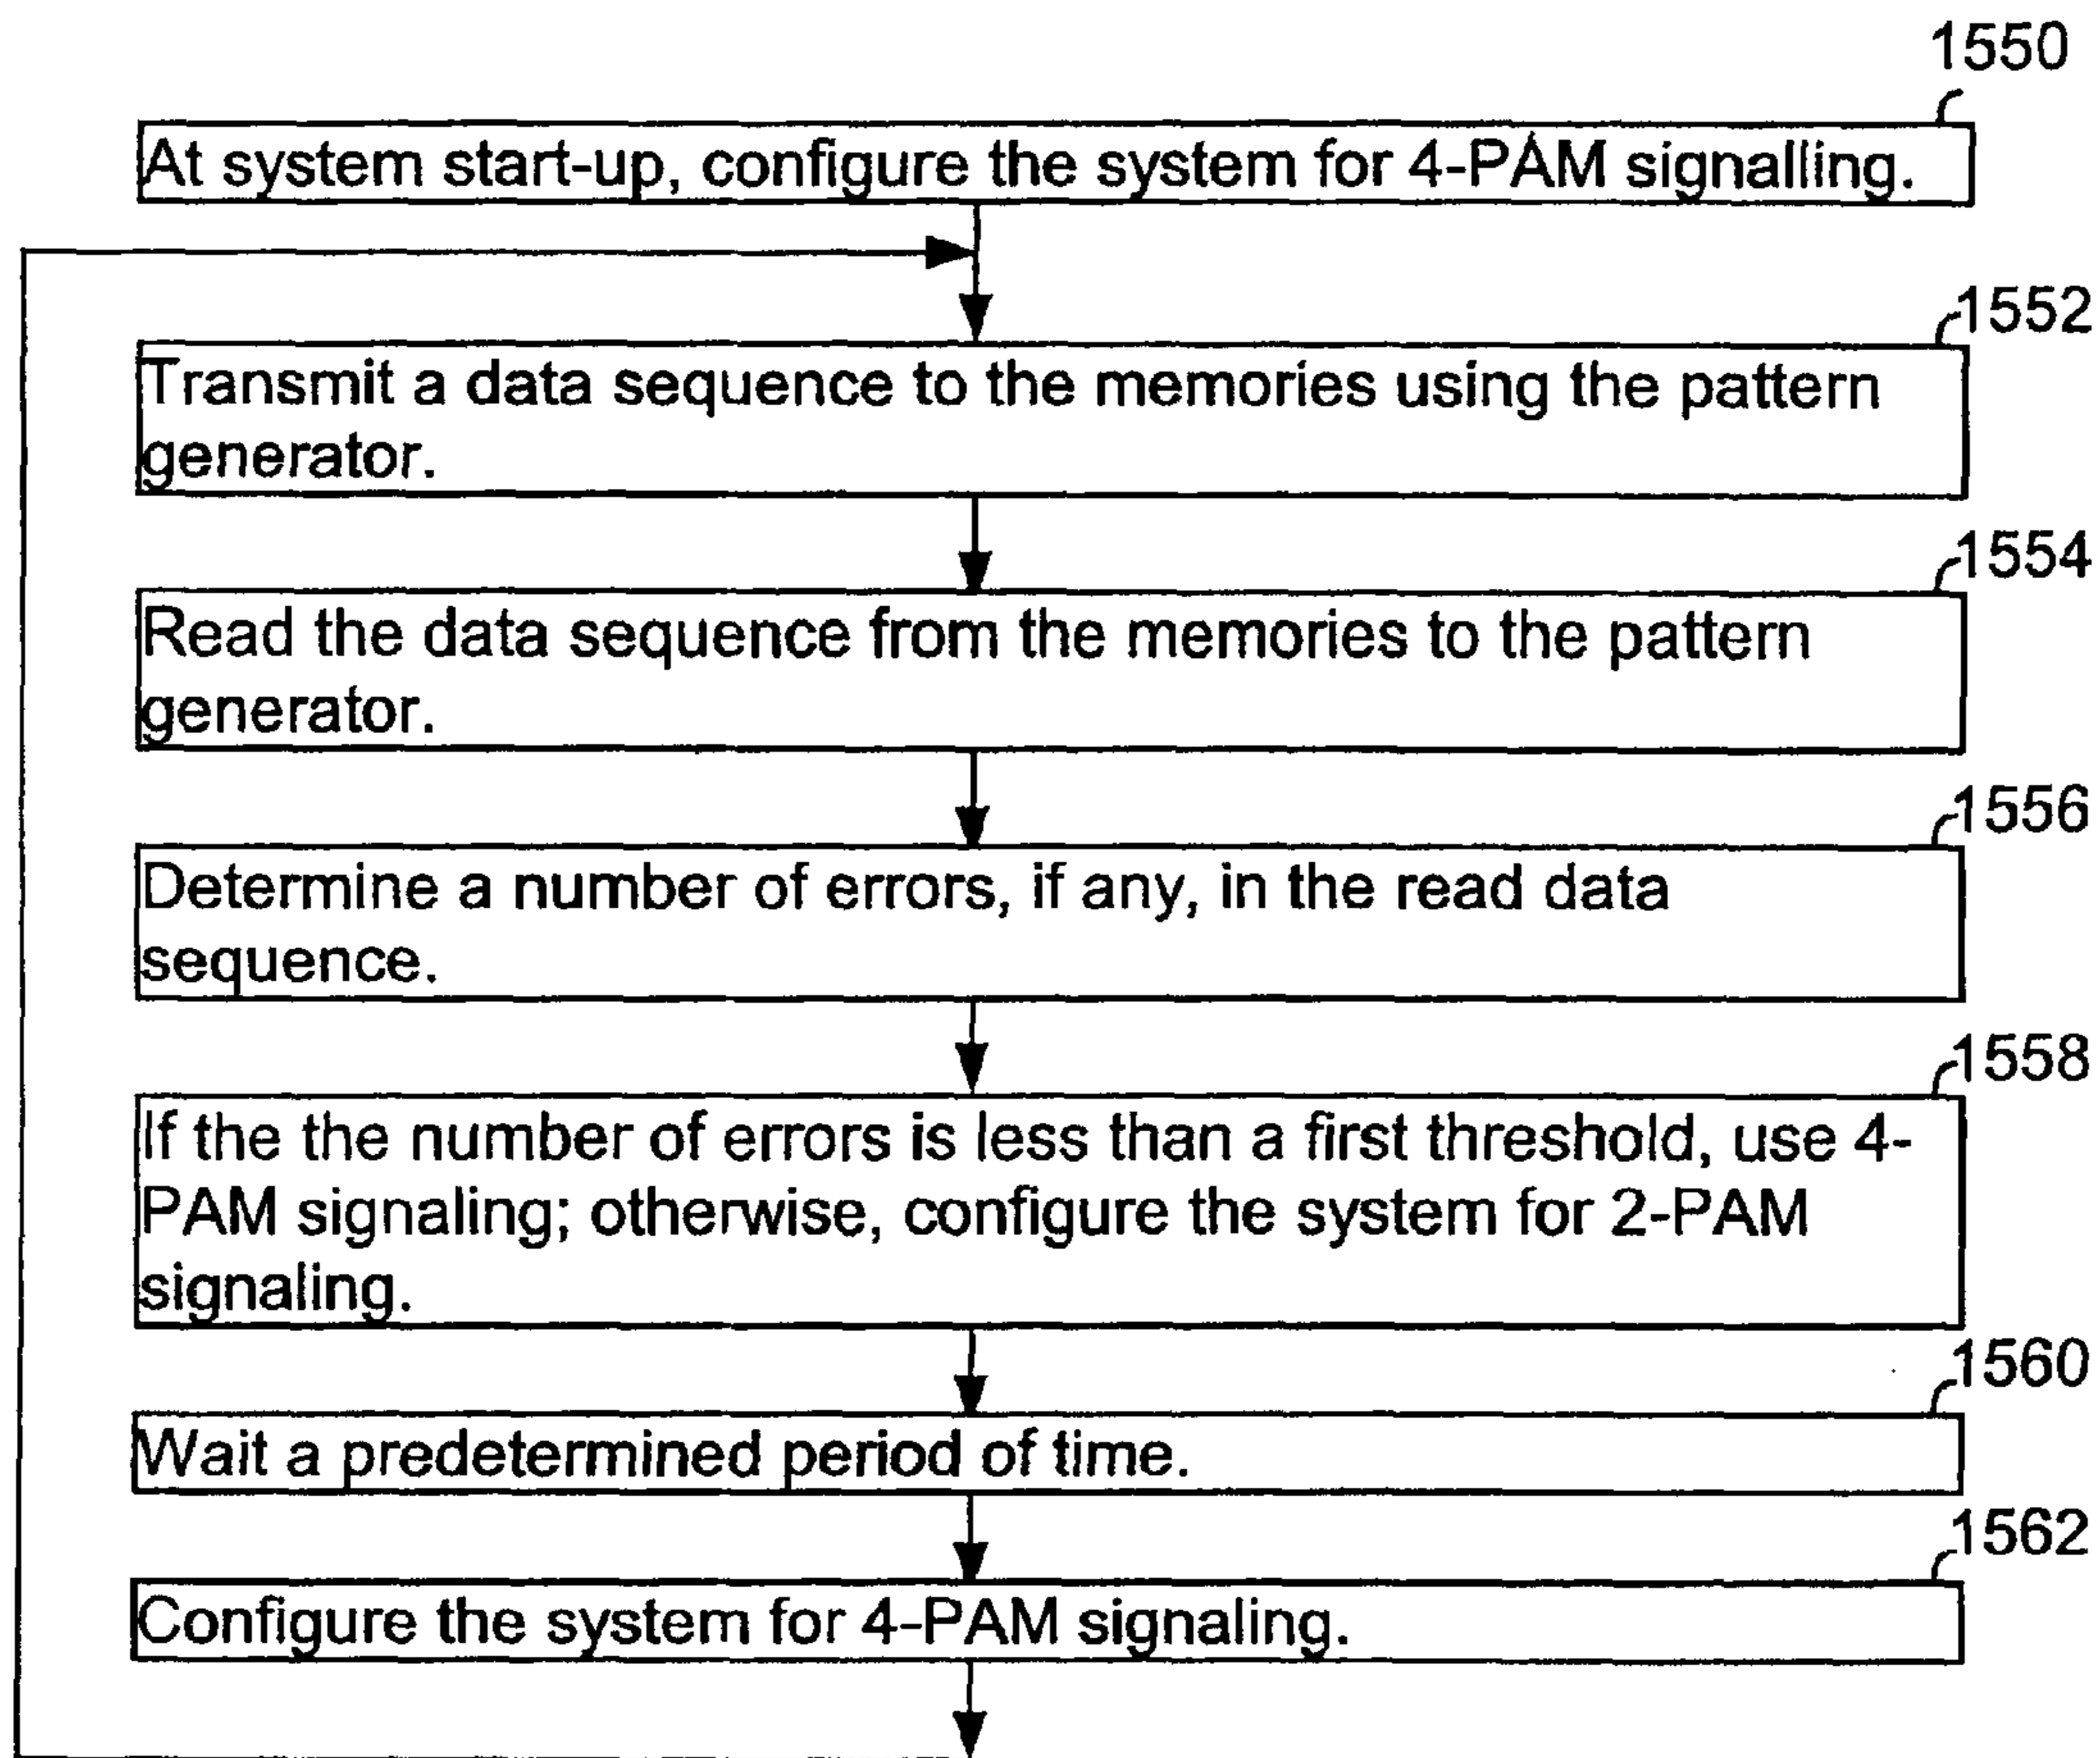 1550
At system start-up, configure the system for 4-PAM signalling.
1552
Transmit a data sequence to the memories using the pattern
generator.
1554
Read the data sequence from the memories to the pattern
generator.
1556
Determine a number of errors, if any, in the read data
sequence.
1558
If the the number of errors is less than a first threshold, use 4-
PAM signaling; otherwise, configure the system for 2-PAM
signaling.
1560
Wait a predetermined period of time.
1562
Configure the system for 4-PAM signaling.